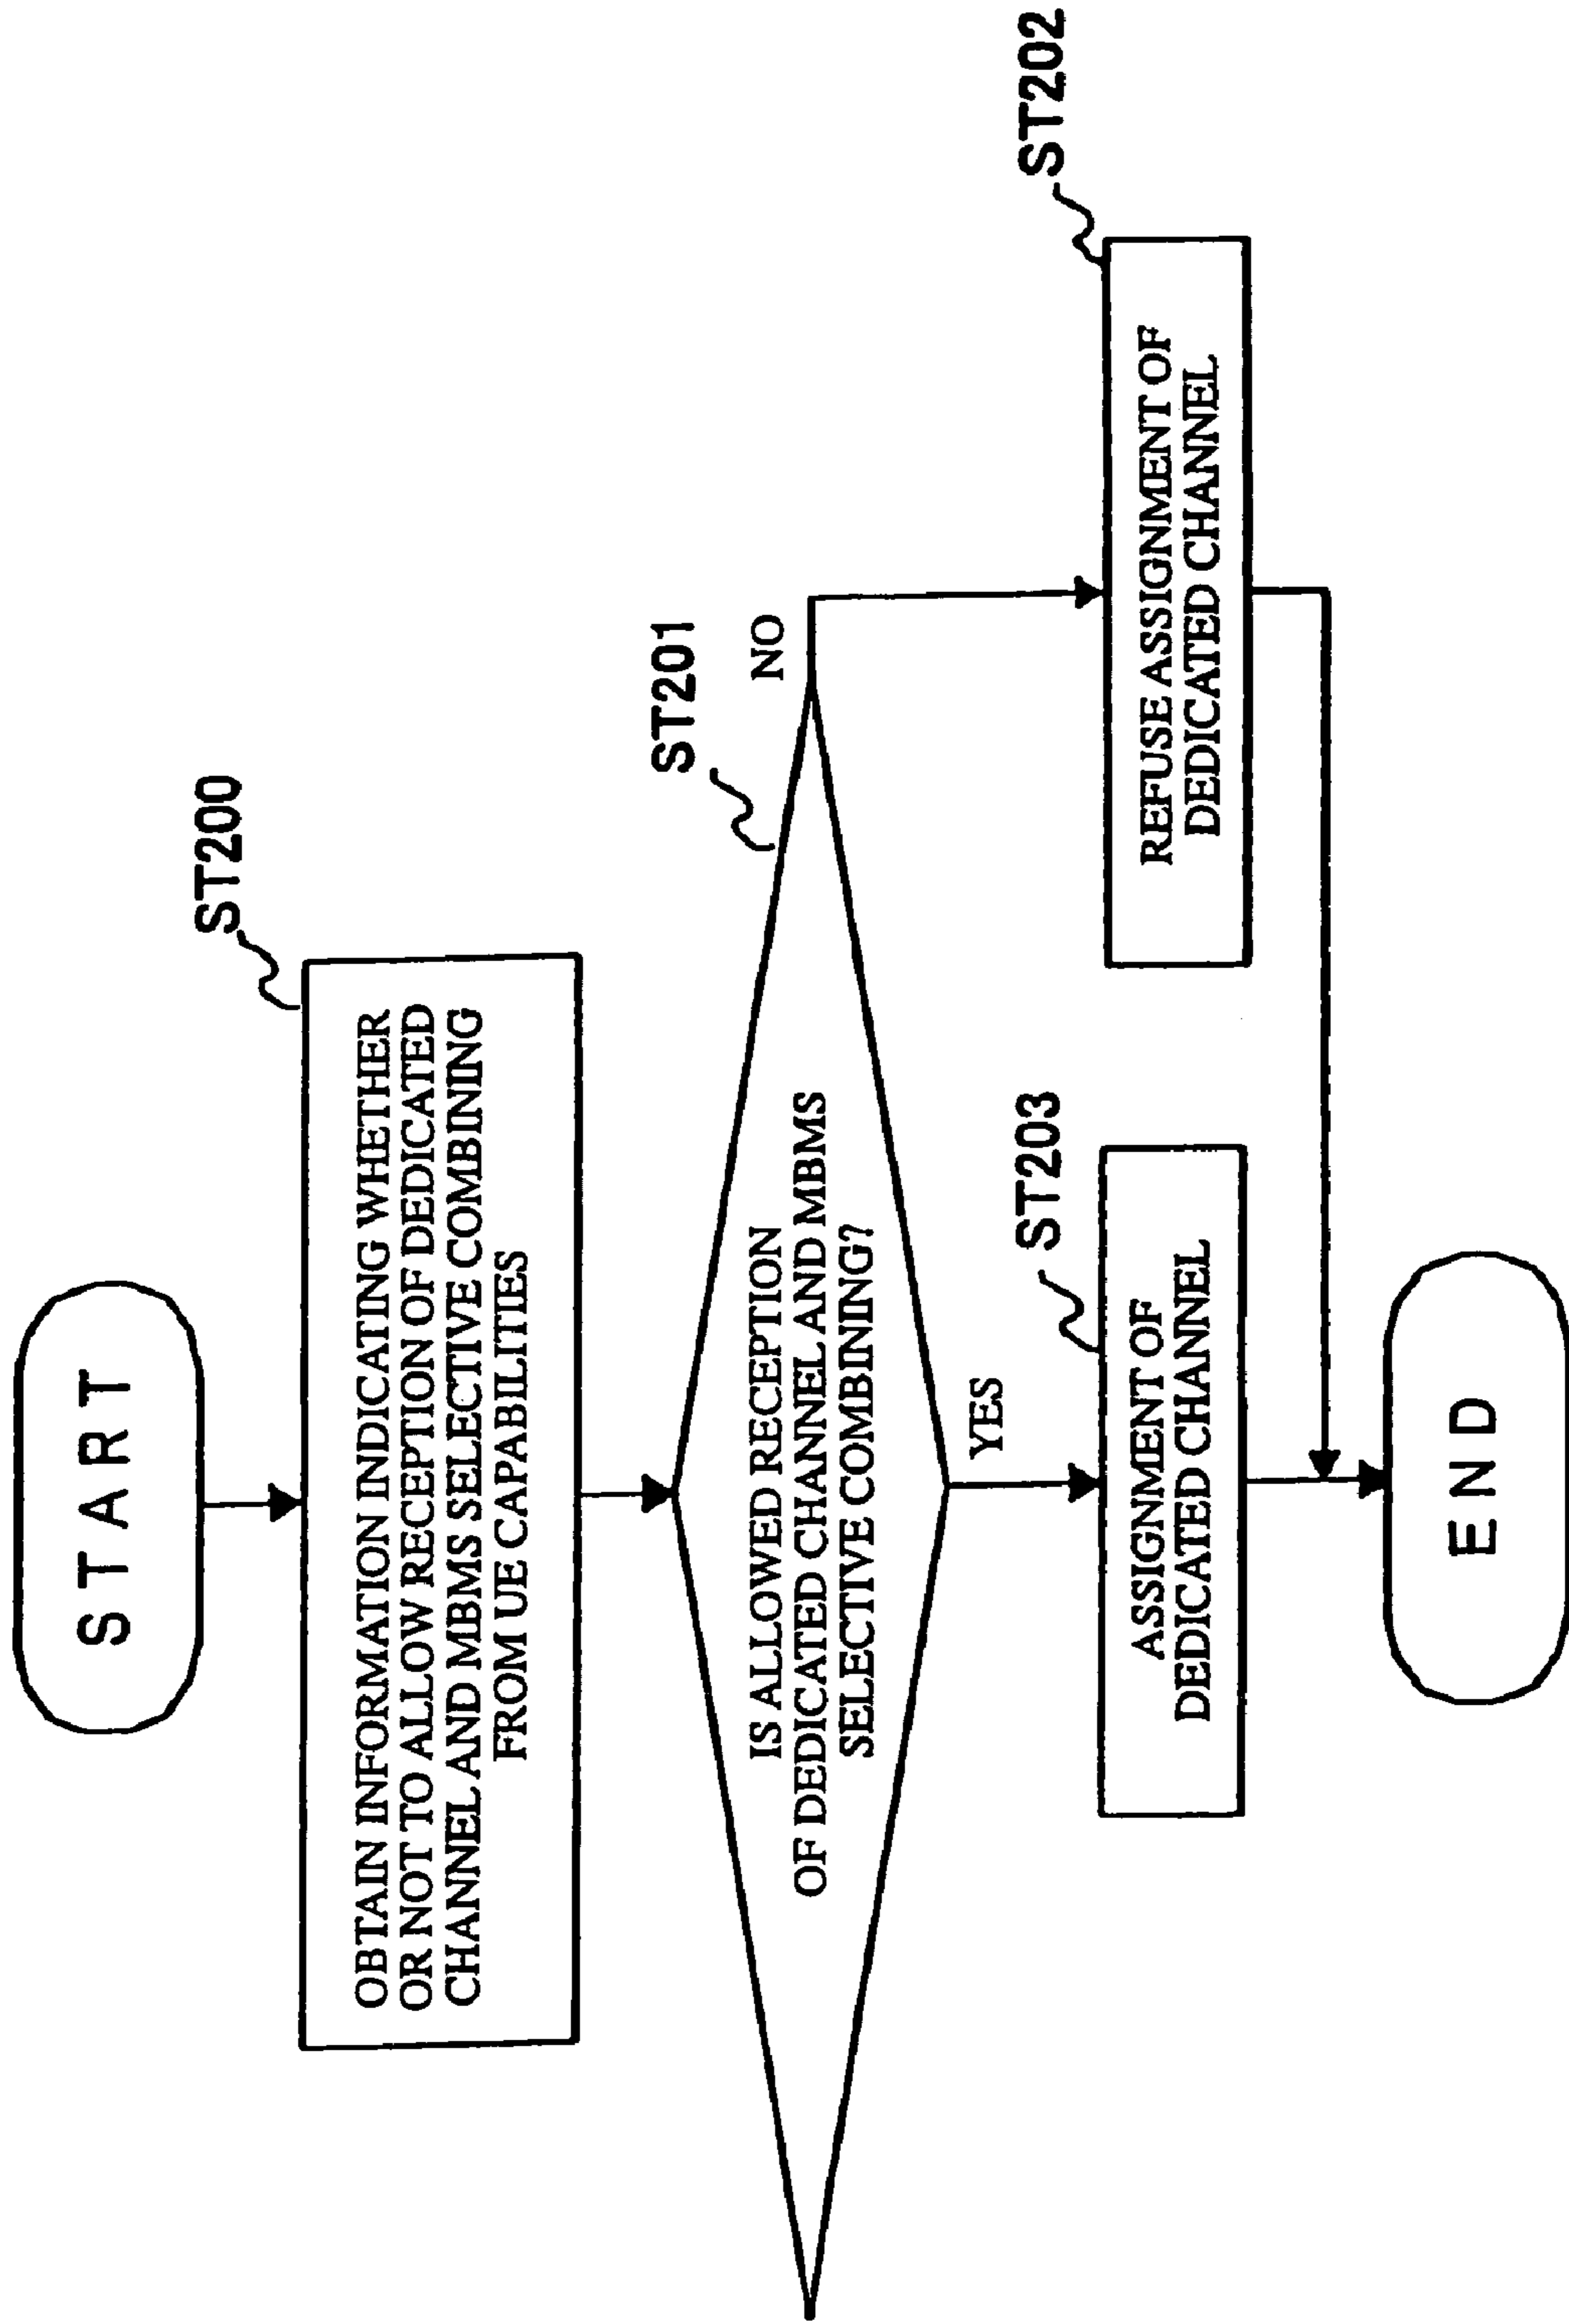 START
ST200
OBTAIN INFORMATION INDICATING WHETHER
OR NOT TO ALLOW RECEPTION OF DEDICATED
CHANNEL AND MBMS SELECTIVE COMBINING
FROM UE CAPABILITIES
ST201
IS ALLOWED RECEPTION
OF DEDICATED CHANNEL AND MBMS
SELECTIVE COMBINING?
NO
YES
ST203
ASSIGNMENT OF
DEDICATED CHANNEL
ST202
REFUSE ASSIGNMENT OF
DEDICATED CHANNEL
END